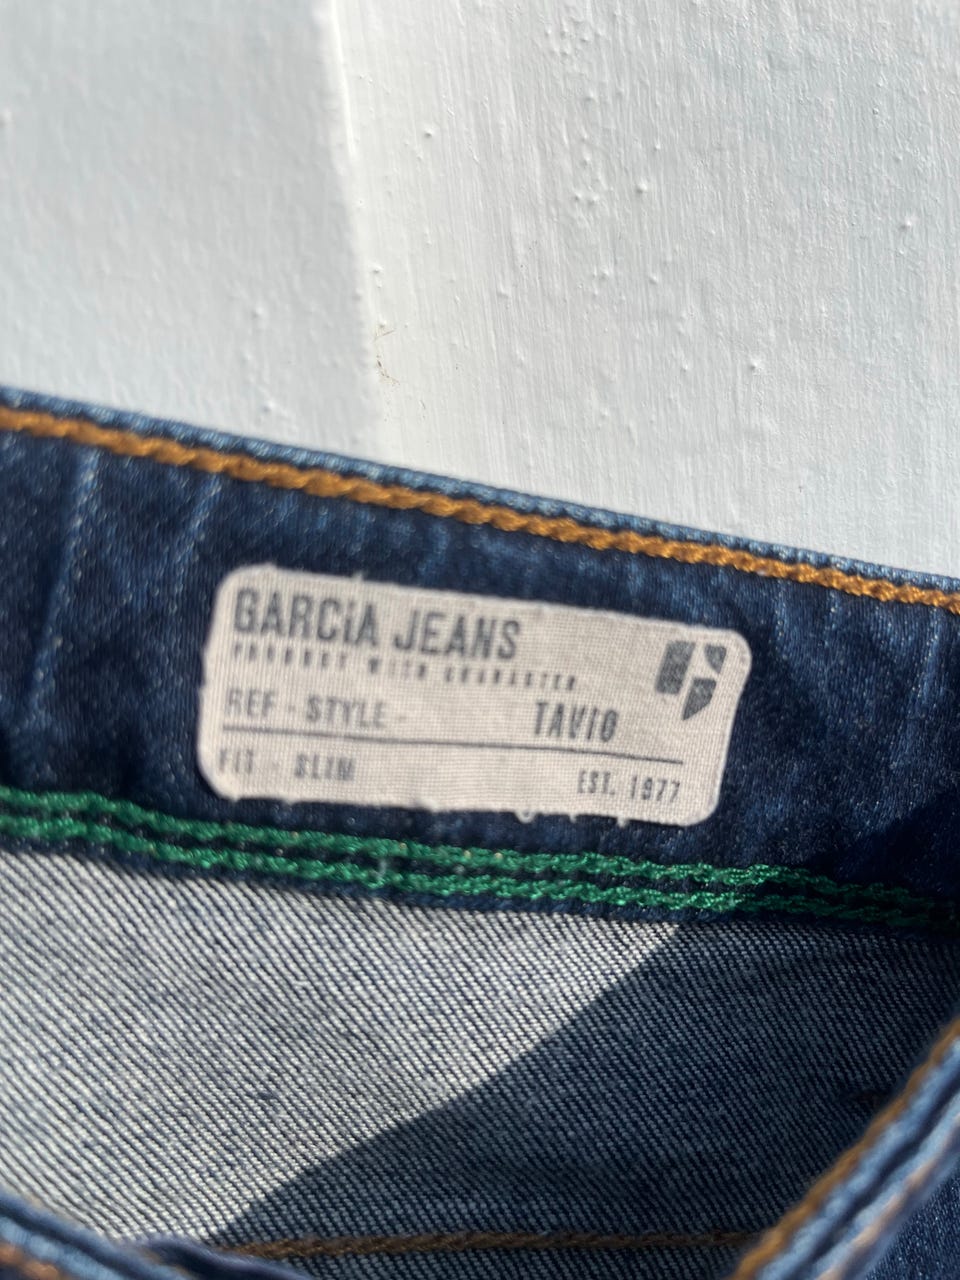 GARCIA JEANS
PRODUCT WITH CHARACTER
REF - STYLE - TAVIO
FIT - SLIM
EST. 1977